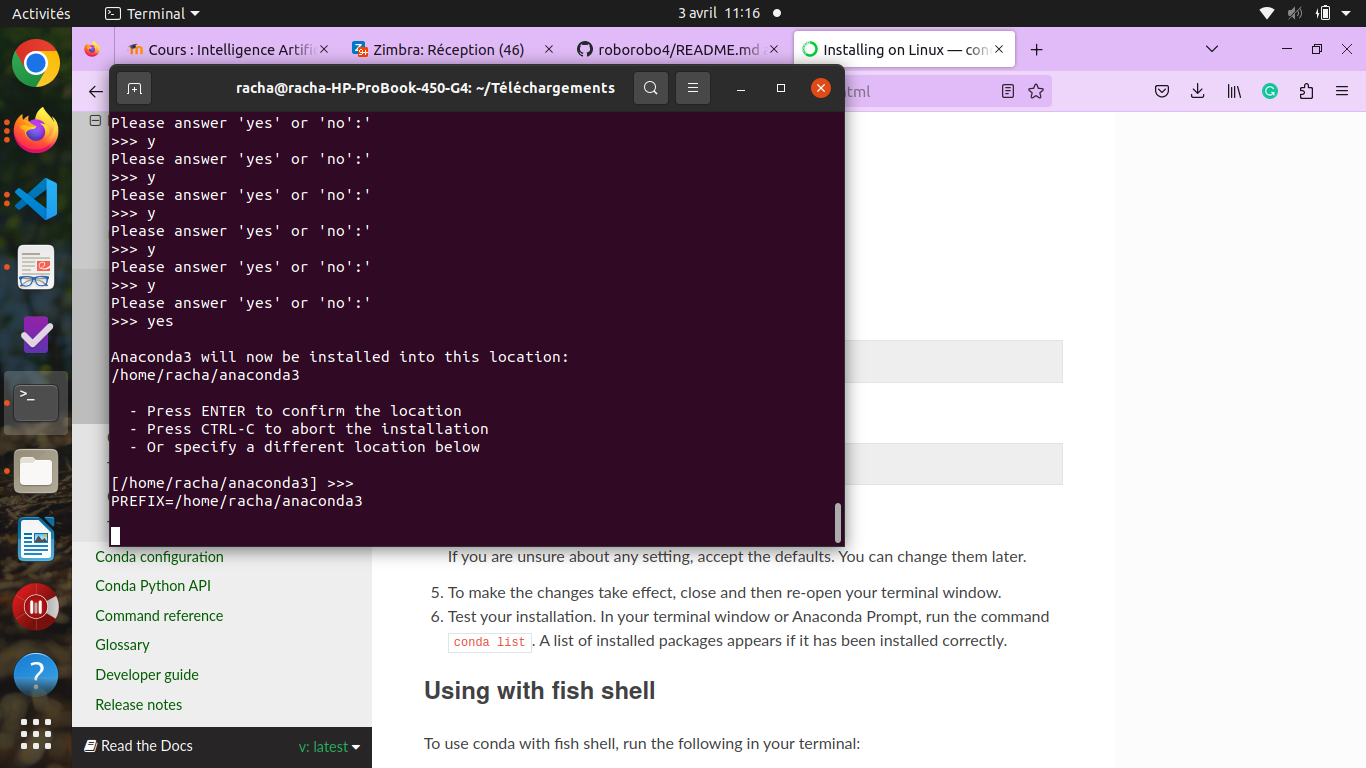 Activités
Terminal
3 avril 11:16
Cours : Intelligence Artific
Zimbra: Réception (46)
roborobo4/README.md a
Installing on Linux — con
racha@racha-HP-ProBook-450-G4: ~/Téléchargements
html
Please answer 'yes' or 'no':'
>>> y
Please answer 'yes' or 'no':'
>>> y
Please answer 'yes' or 'no':'
>>> y
Please answer 'yes' or 'no':'
>>> y
Please answer 'yes' or 'no':'
>>> y
Please answer 'yes' or 'no':'
>>> yes
Anaconda3 will now be installed into this location:
/home/racha/anaconda3
- Press ENTER to confirm the location
- Press CTRL-C to abort the installation
- Or specify a different location below
[/home/racha/anaconda3] >>>
PREFIX=/home/racha/anaconda3
Conda configuration
Conda Python API
Command reference
Glossary
Developer guide
Release notes
Read the Docs
v: latest
If you are unsure about any setting, accept the defaults. You can change them later.
5. To make the changes take effect, close and then re-open your terminal window.
6. Test your installation. In your terminal window or Anaconda Prompt, run the command
conda list. A list of installed packages appears if it has been installed correctly.
Using with fish shell
To use conda with fish shell, run the following in your terminal: